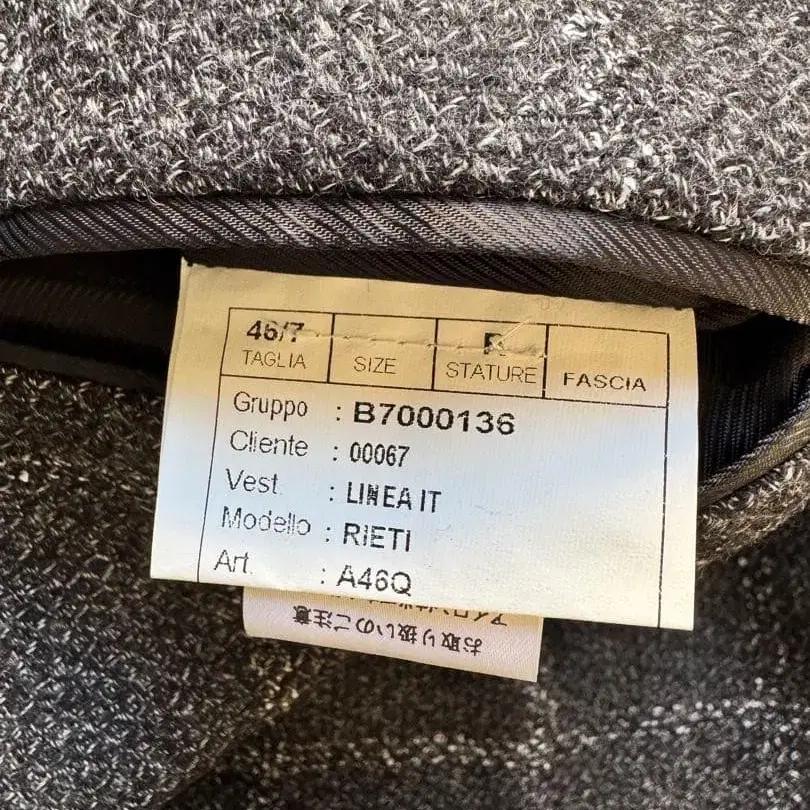 46/7 R
TAGLIA SIZE STATURE FASCIA
Gruppo : B7000136
Cliente : 00067
Vest. : LINEA IT
Modello : RIETI
Art. : A46Q
お取り扱いのご注意